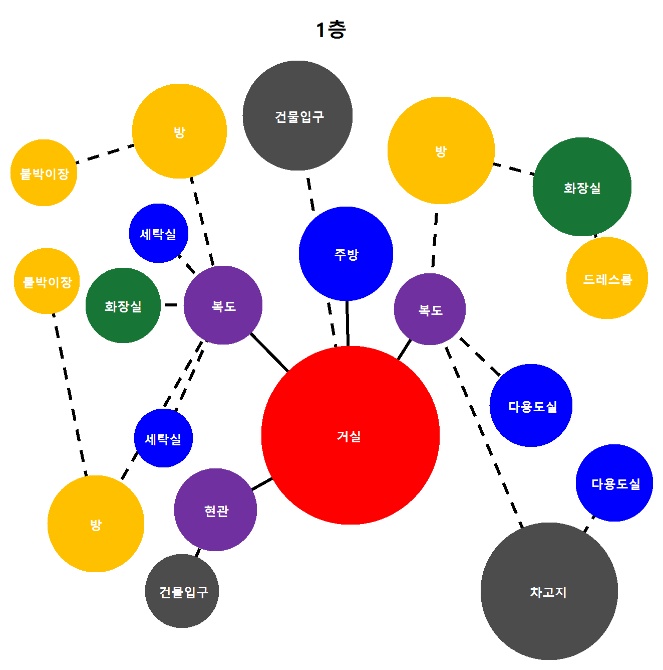 1층
건물입구
방
방
붙박이장
화장실
세탁실
주방
붙박이장
드레스룸
화장실
복도
복도
다용도실
세탁실
거실
다용도실
현관
방
건물입구
차고지